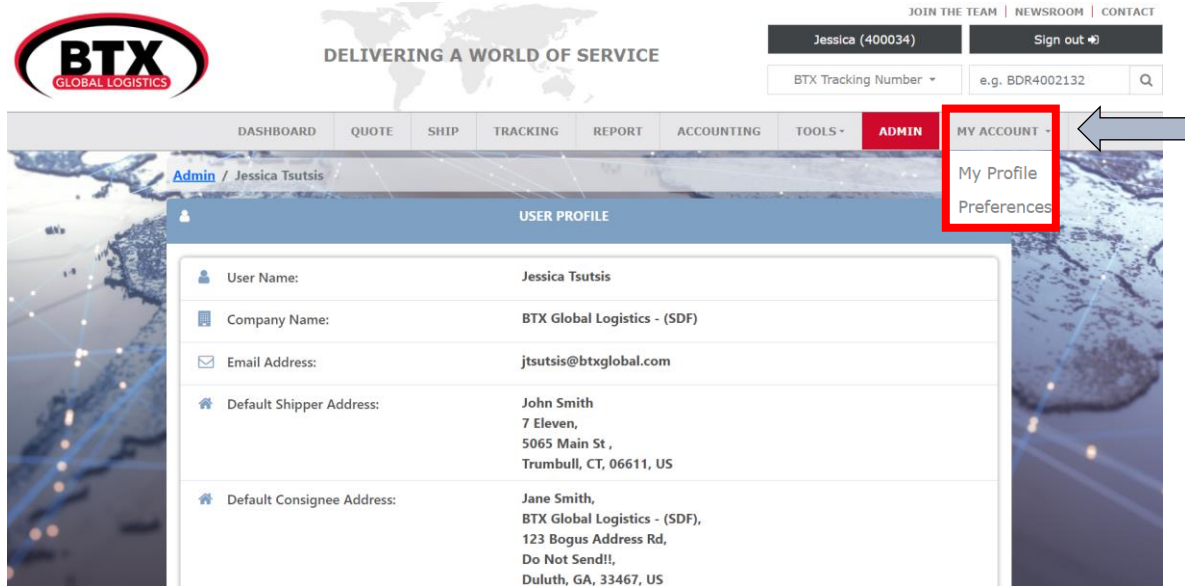 JOIN THE TEAM | NEWSROOM | CONTACT
BTX
GLOBAL LOGISTICS
DELIVERING A WORLD OF SERVICE
Jessica (400034)
Sign out
BTX Tracking Number
e.g. BDR4002132
DASHBOARD QUOTE SHIP TRACKING REPORT ACCOUNTING TOOLS ADMIN MY ACCOUNT
My Profile
Preferences
Admin / Jessica Tsutsis
USER PROFILE
User Name: Jessica Tsutsis
Company Name: BTX Global Logistics - (SDF)
Email Address: jtsutsis@btxglobal.com
Default Shipper Address: John Smith
7 Eleven,
5065 Main St ,
Trumbull, CT, 06611, US
Default Consignee Address: Jane Smith,
BTX Global Logistics - (SDF),
123 Bogus Address Rd,
Do Not Send!!,
Duluth, GA, 33467, US